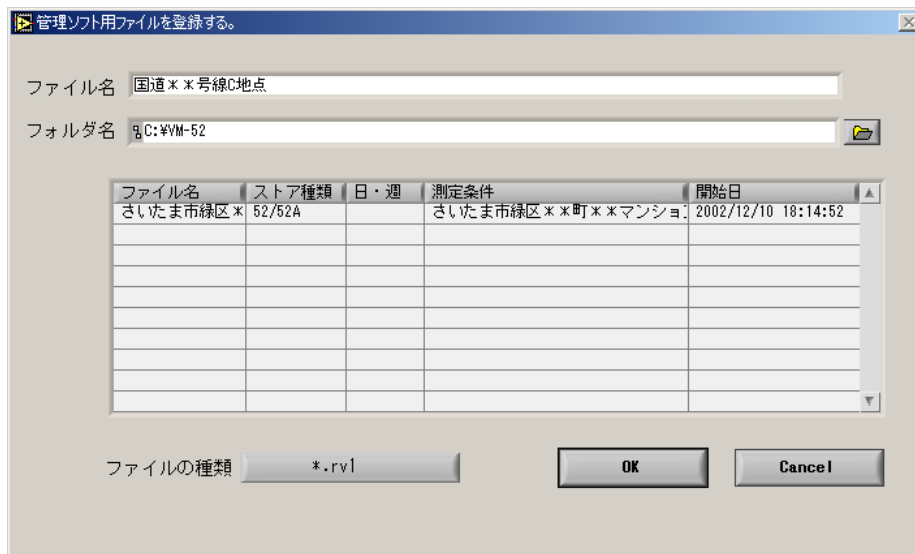 管理ソフト用ファイルを登録する。
ファイル名 国道＊＊号線C地点
フォルダ名 C:¥VM-52
ファイル名 ストア種類 日・週 測定条件 開始日
さいたま市緑区＊ 52/52A さいたま市緑区＊＊町＊＊マンショ 2002/12/10 18:14:52
ファイルの種類 *.rv1
OK Cancel